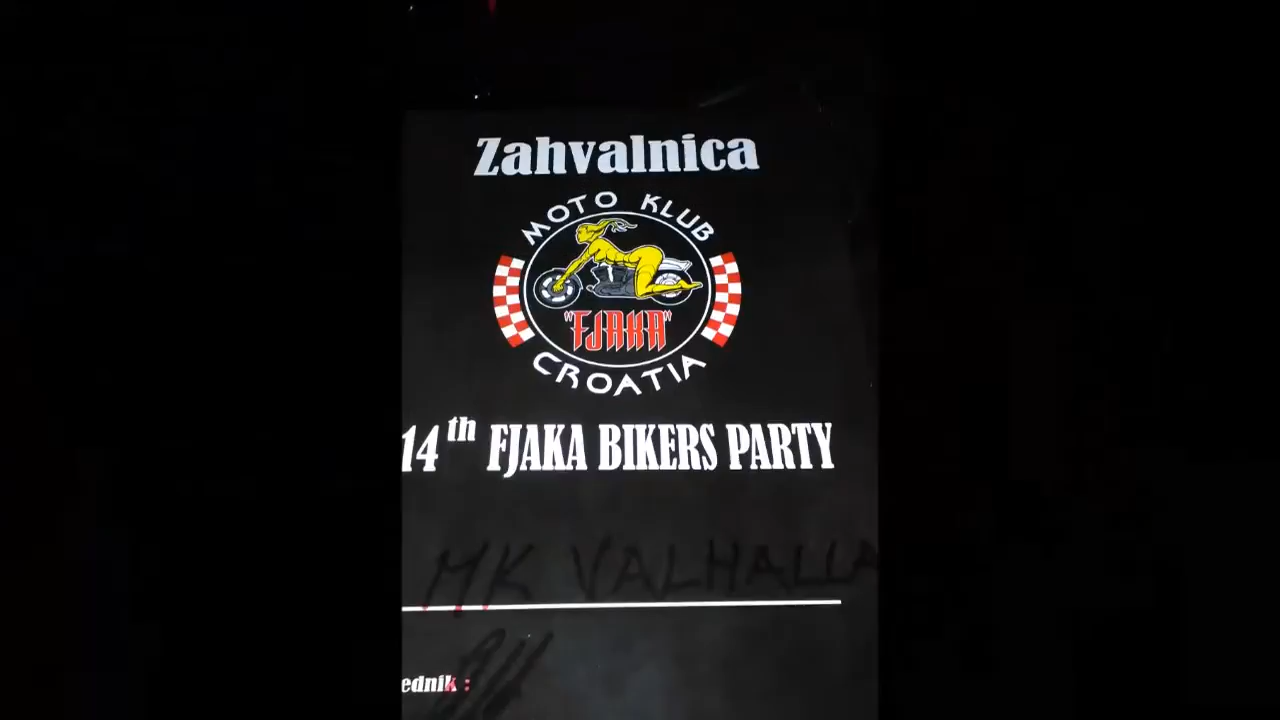 Zahvalnica
MOTO KLUB
"FJAKA"
CROATIA
14th FJAKA BIKERS PARTY
MK VALHALLA
ednik :